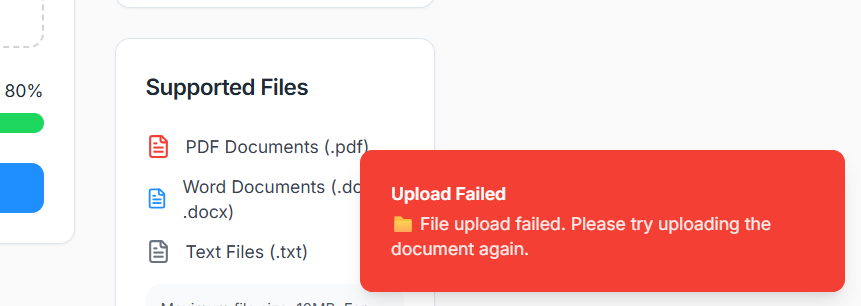 80%
Supported Files
PDF Documents (.pdf)
Word Documents (.do
.docx)
Text Files (.txt)
Upload Failed
File upload failed. Please try uploading the
document again.